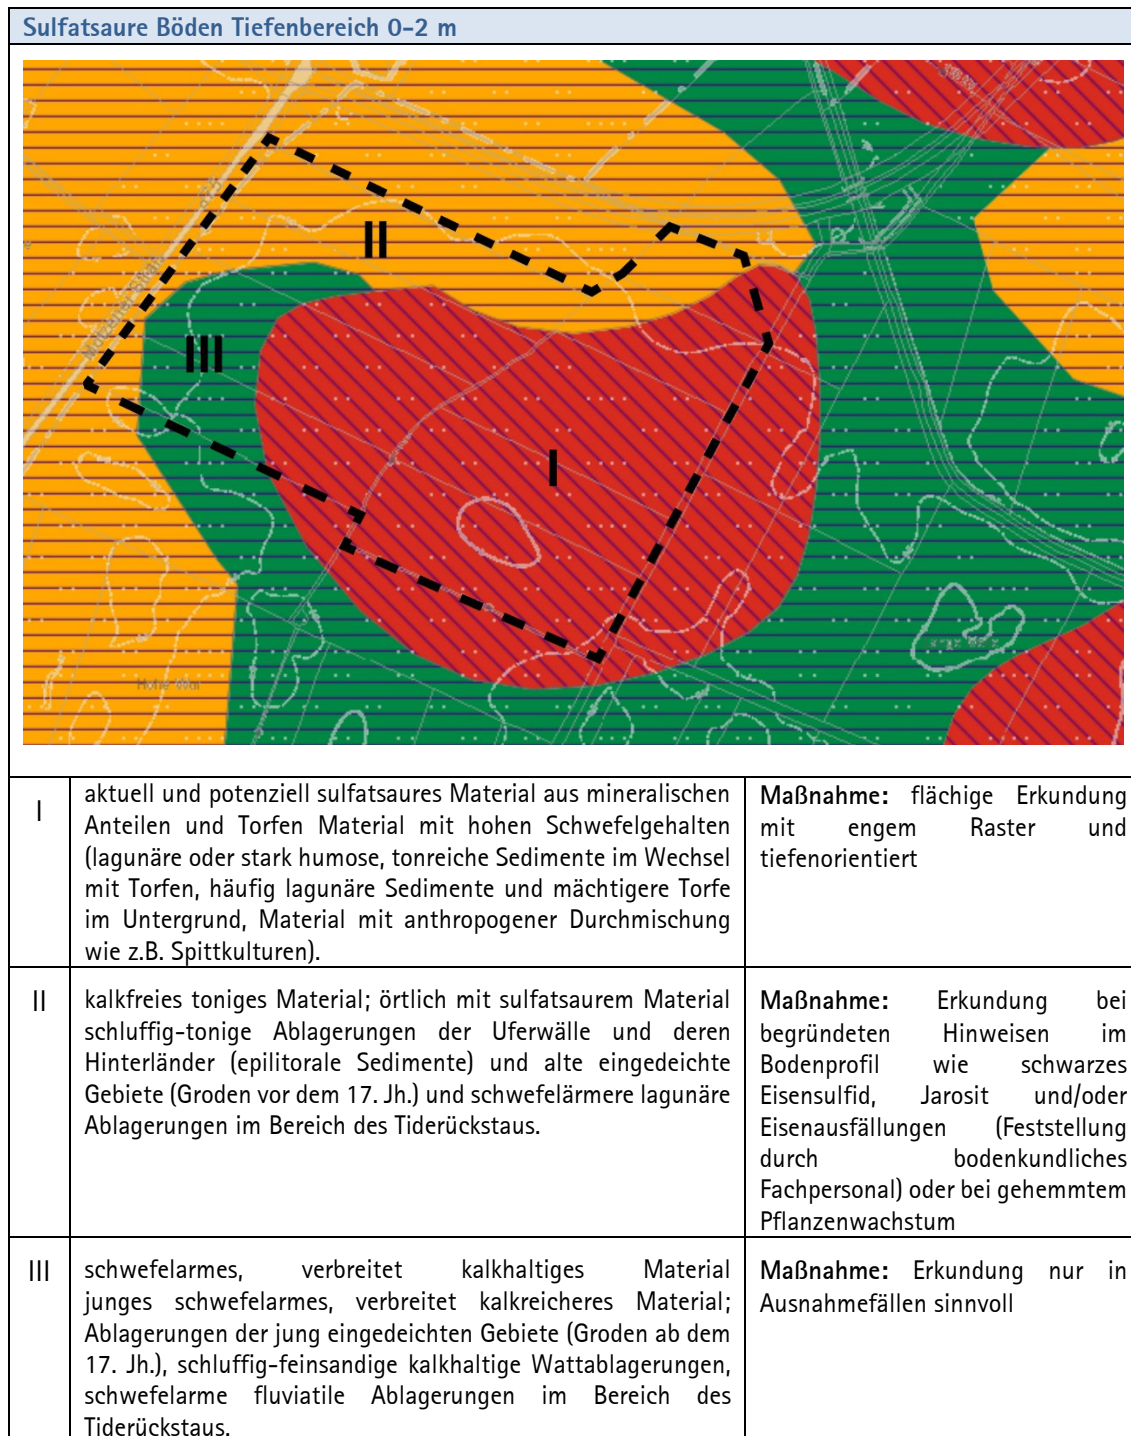 Sulfatsaure Böden Tiefenbereich 0-2 m
II
III
I
Hohe
I
aktuell und potenziell sulfatsaures Material aus mineralischen
Anteilen und Torfen Material mit hohen Schwefelgehalten
(lagunäre oder stark humose, tonreiche Sedimente im Wechsel
mit Torfen, häufig lagunäre Sedimente und mächtigere Torfe
im Untergrund, Material mit anthropogener Durchmischung
wie z.B. Spittkulturen).
Maßnahme: flächige Erkundung
mit engem Raster und
tiefenorientiert
II
kalkfreies toniges Material; örtlich mit sulfatsaurem Material
schluffig-tonige Ablagerungen der Uferwälle und deren
Hinterländer (epilitorale Sedimente) und alte eingedeichte
Gebiete (Groden vor dem 17. Jh.) und schwefelärmere lagunäre
Ablagerungen im Bereich des Tiderückstaus.
Maßnahme: Erkundung bei
begründeten Hinweisen im
Bodenprofil wie schwarzes
Eisensulfid, Jarosit und/oder
Eisenausfällungen (Feststellung
durch bodenkundliches
Fachpersonal) oder bei gehemmtem
Pflanzenwachstum
III
schwefelarmes, verbreitet kalkhaltiges Material
junges schwefelarmes, verbreitet kalkreicheres Material;
Ablagerungen der jung eingedeichten Gebiete (Groden ab dem
17. Jh.), schluffig-feinsandige kalkhaltige Wattablagerungen,
schwefelarme fluviatile Ablagerungen im Bereich des
Tiderückstaus.
Maßnahme: Erkundung nur in
Ausnahmefällen sinnvoll